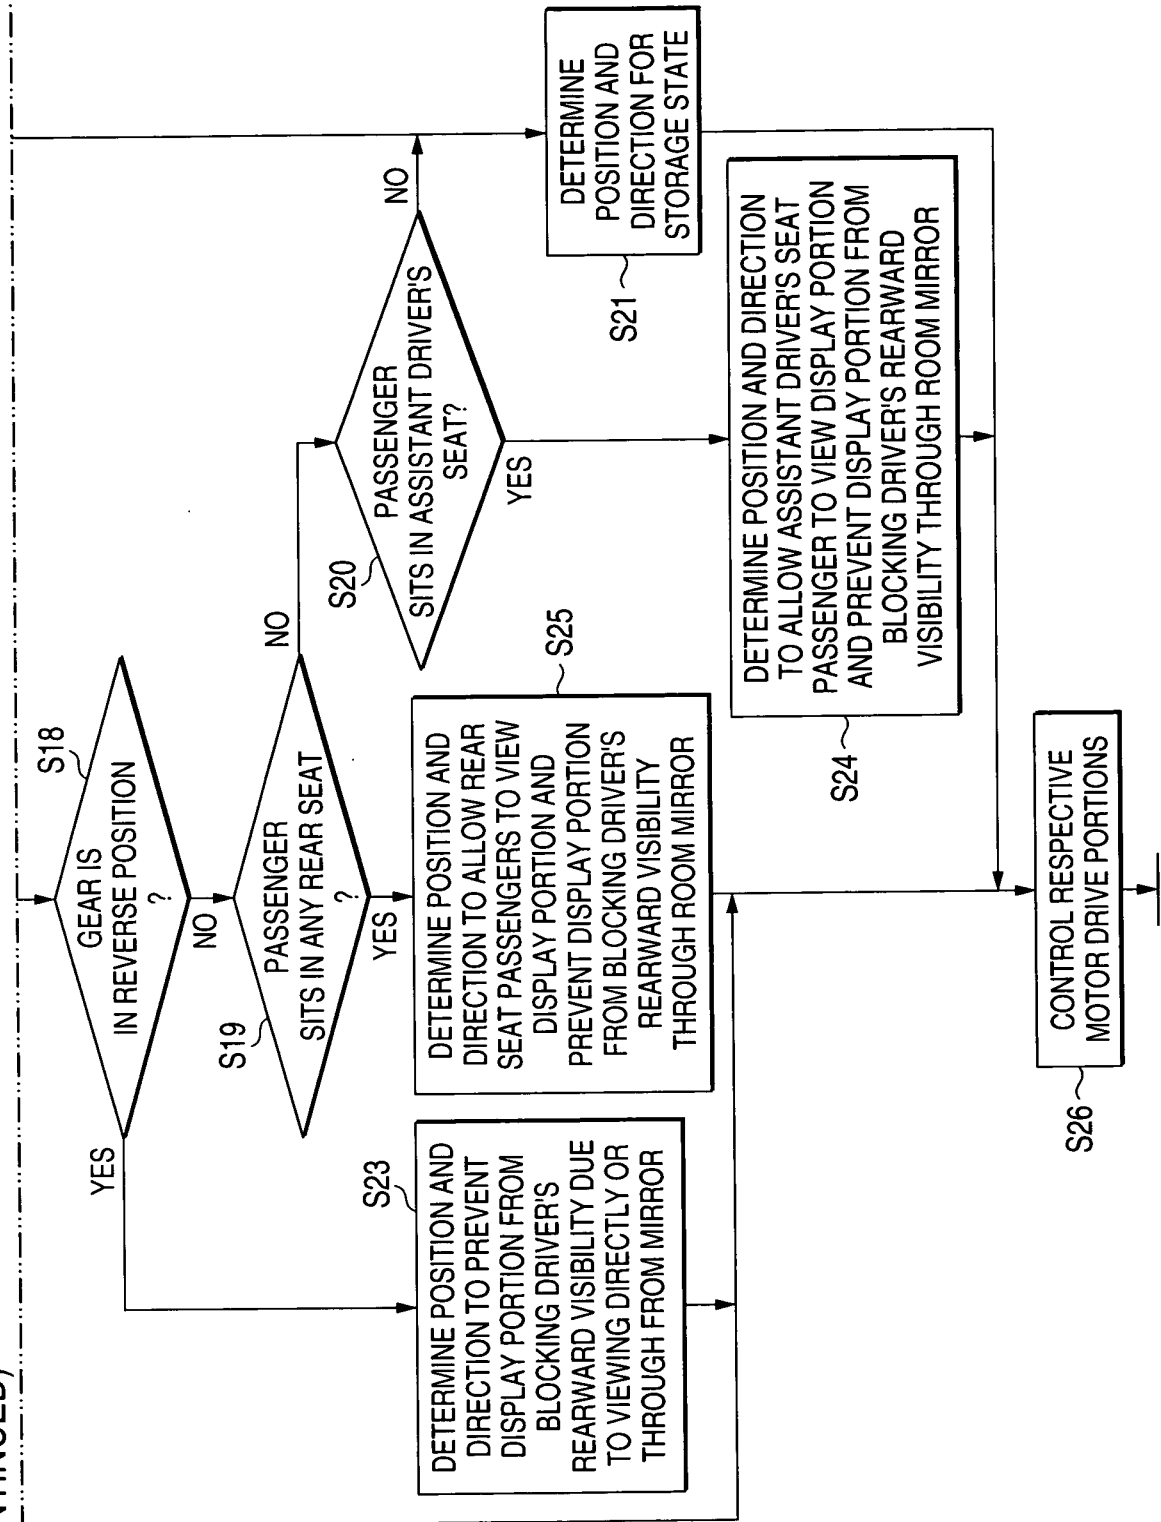 S18
GEAR IS
IN REVERSE POSITION
?
YES
NO
S19
PASSENGER
SITS IN ANY REAR SEAT
?
NO
YES
S20
PASSENGER
SITS IN ASSISTANT DRIVER'S
SEAT?
NO
YES
S23
DETERMINE POSITION AND
DIRECTION TO PREVENT
DISPLAY PORTION FROM
BLOCKING DRIVER'S
REARWARD VISIBILITY DUE
TO VIEWING DIRECTLY OR
THROUGH FROM MIRROR
S25
DETERMINE POSITION AND
DIRECTION TO ALLOW REAR
SEAT PASSENGERS TO VIEW
DISPLAY PORTION AND
PREVENT DISPLAY PORTION
FROM BLOCKING DRIVER'S
REARWARD VISIBILITY
THROUGH ROOM MIRROR
S21
DETERMINE
POSITION AND
DIRECTION FOR
STORAGE STATE
S24
DETERMINE POSITION AND DIRECTION
TO ALLOW ASSISTANT DRIVER'S SEAT
PASSENGER TO VIEW DISPLAY PORTION
AND PREVENT DISPLAY PORTION FROM
BLOCKING DRIVER'S REARWARD
VISIBILITY THROUGH ROOM MIRROR
S26
CONTROL RESPECTIVE
MOTOR DRIVE PORTIONS